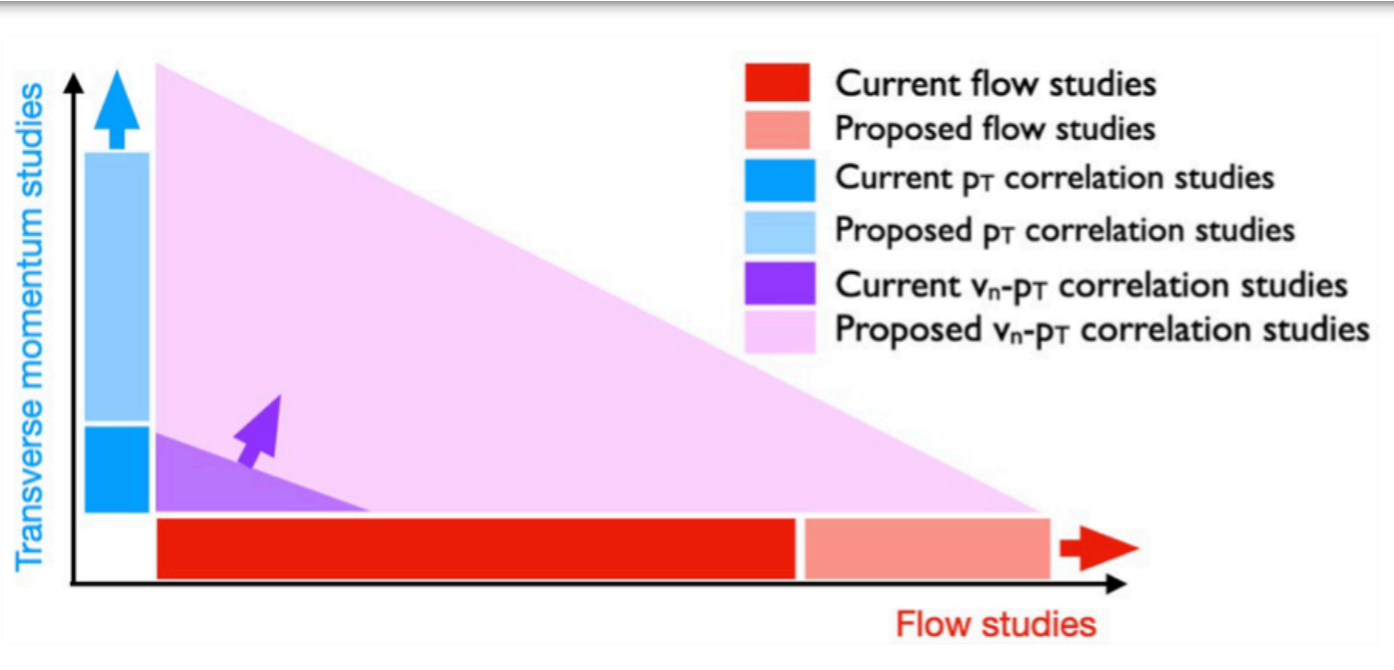 Transverse momentum studies
Current flow studies
Proposed flow studies
Current pT correlation studies
Proposed pT correlation studies
Current vn-pT correlation studies
Proposed vn-pT correlation studies
Flow studies